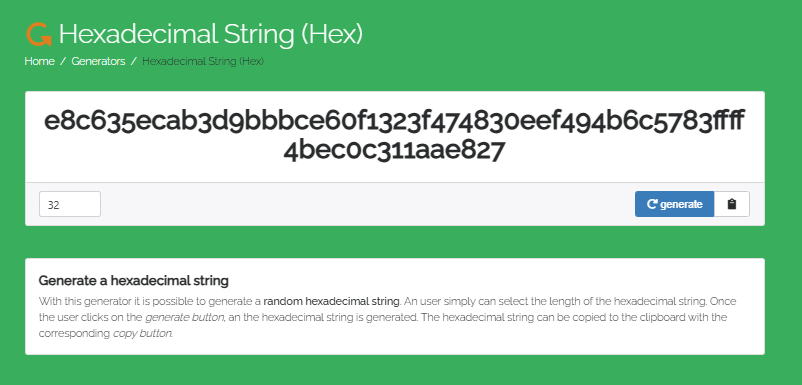 Hexadecimal String (Hex)
Home / Generators / Hexadecimal String (Hex)
e8c635ecab3d9bbbce60f1323f474830eef494b6c5783ffff
4bec0c311aae827
32
generate
Generate a hexadecimal string
With this generator it is possible to generate a random hexadecimal string. An user simply can select the length of the hexadecimal string. Once
the user clicks on the generate button, an the hexadecimal string is generated. The hexadecimal string can be copied to the clipboard with the
corresponding copy button.